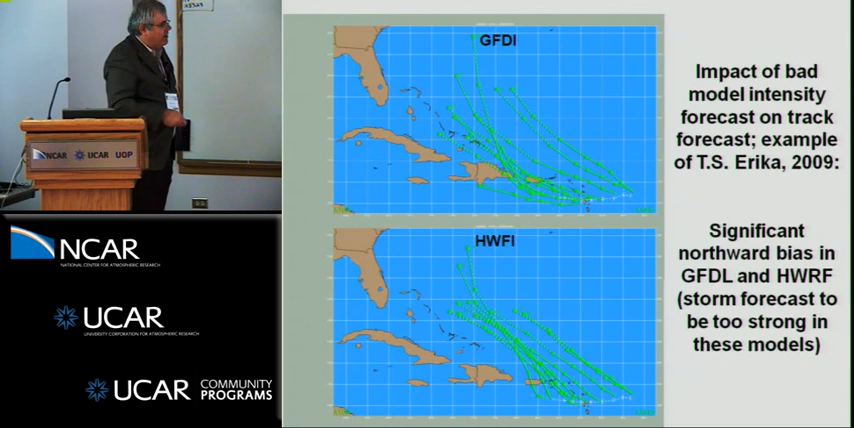 NCAR UCAR UOP
NCAR
NATIONAL CENTER FOR ATMOSPHERIC RESEARCH
UCAR
UNIVERSITY CORPORATION FOR ATMOSPHERIC RESEARCH
UCAR COMMUNITY
PROGRAMS
GFDI
HWFI
Impact of bad
model intensity
forecast on track
forecast; example
of T.S. Erika, 2009:
Significant
northward bias in
GFDL and HWRF
(storm forecast to
be too strong in
these models)